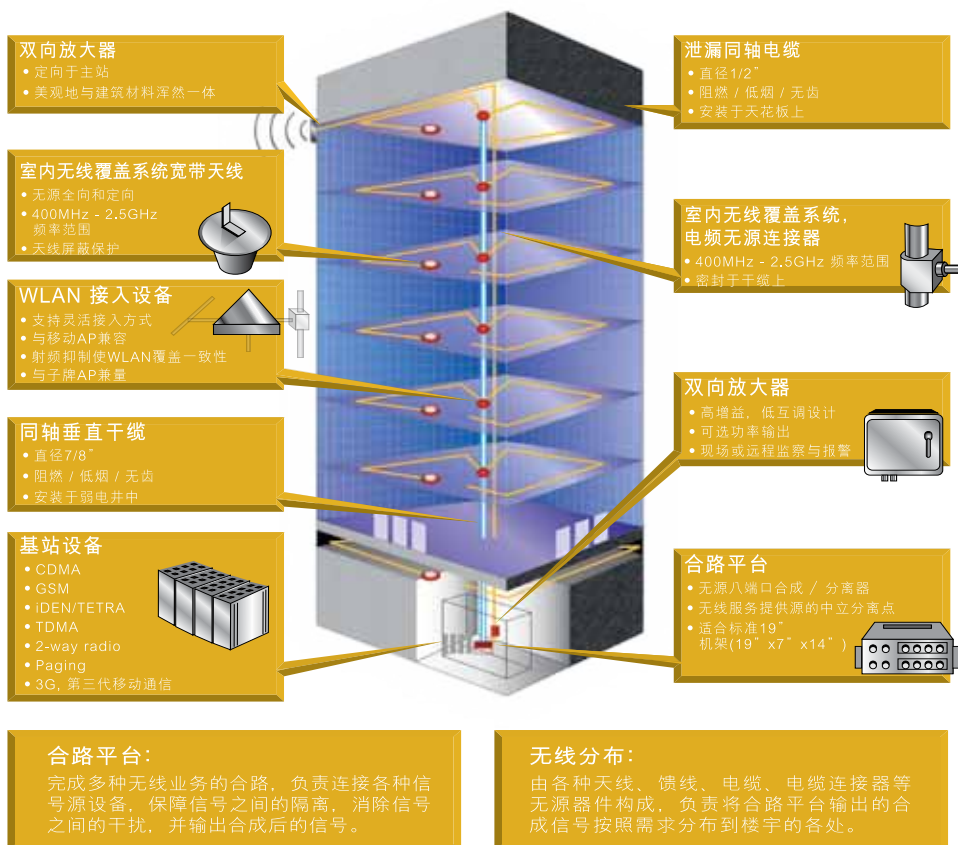 双向放大器
• 定向于主站
• 美观地与建筑材料浑然一体
室内无线覆盖系统宽带天线
• 无源全向和定向
• 400MHz - 2.5GHz
频率范围
• 天线屏蔽保护
WLAN 接入设备
• 支持灵活接入方式
• 与移动AP兼容
• 射频抑制使WLAN覆盖一致性
• 与子牌AP兼量
同轴垂直干缆
• 直径7/8"
• 阻燃 / 低烟 / 无齿
• 安装于弱电井中
基站设备
• CDMA
• GSM
• iDEN/TETRA
• TDMA
• 2-way radio
• Paging
• 3G, 第三代移动通信
泄漏同轴电缆
• 直径1/2"
• 阻燃 / 低烟 / 无齿
• 安装于天花板上
室内无线覆盖系统,
电频无源连接器
• 400MHz - 2.5GHz 频率范围
• 密封于干缆上
双向放大器
• 高增益, 低互调设计
• 可选功率输出
• 现场或远程监察与报警
合路平台
• 无源八端口合成 / 分离器
• 无线服务提供源的中立分离点
• 适合标准19"
机架(19" x7" x14" )
合路平台:
完成多种无线业务的合路, 负责连接各种信
号源设备, 保障信号之间的隔离, 消除信号
之间的干扰, 并输出合成后的信号。
无线分布:
由各种天线、馈线、电缆、电缆连接器等
无源器件构成, 负责将合路平台输出的合
成信号按照需求分布到楼宇的各处。